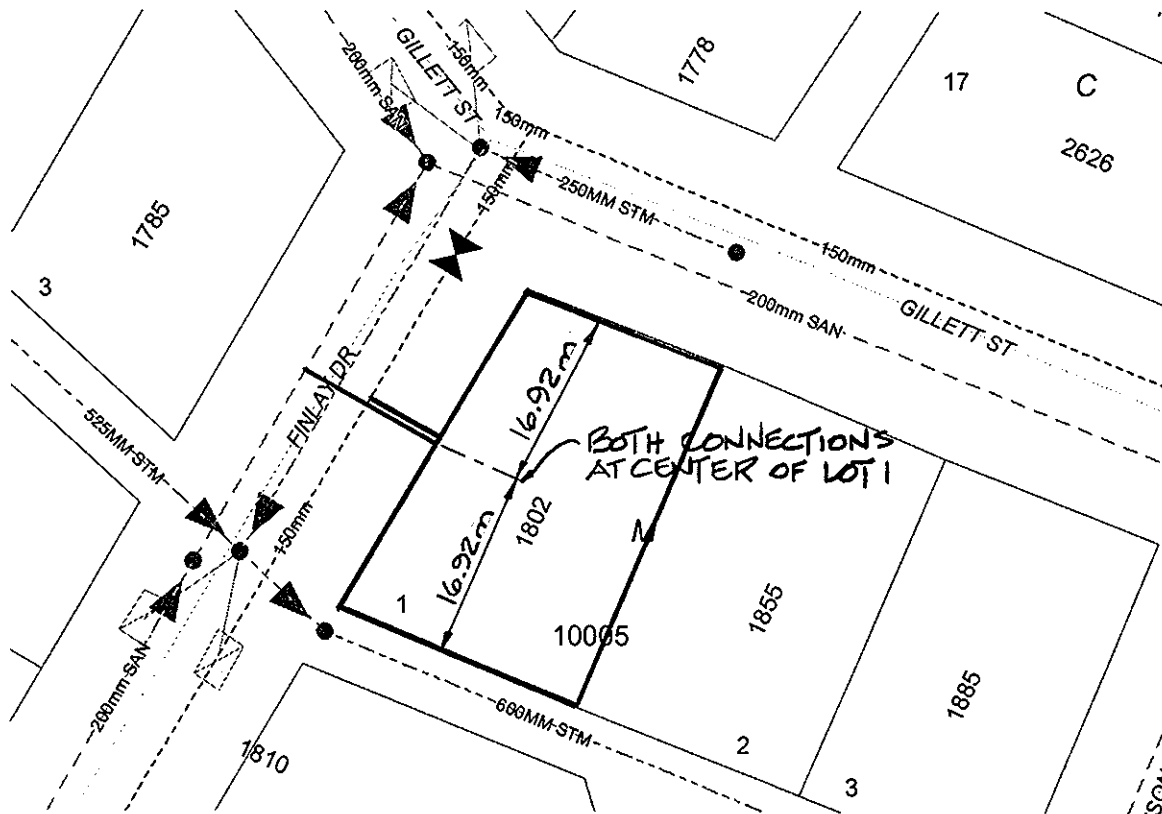 GILLETT ST
150mm
200mm SAN
1778
17
C
2626
150mm
150mm
250MM STM
1785
3
150mm
200mm SAN
GILLETT ST
FINLAY DR
16.92m
BOTH CONNECTIONS
AT CENTER OF LOT 1
525MM STM
150mm
16.92m
1802
M
1
10005
1855
1885
200mm SAN
600MM STM
1810
2
3